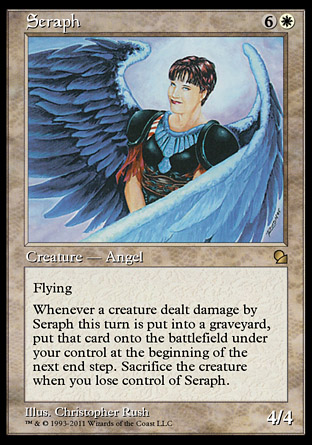 Seraph 6
Creature — Angel
Flying
Whenever a creature dealt damage by
Seraph this turn is put into a graveyard,
put that card onto the battlefield under
your control at the beginning of the
next end step. Sacrifice the creature
when you lose control of Seraph.
Illus. Christopher Rush
4/4
™ & © 1993-2011 Wizards of the Coast LLC